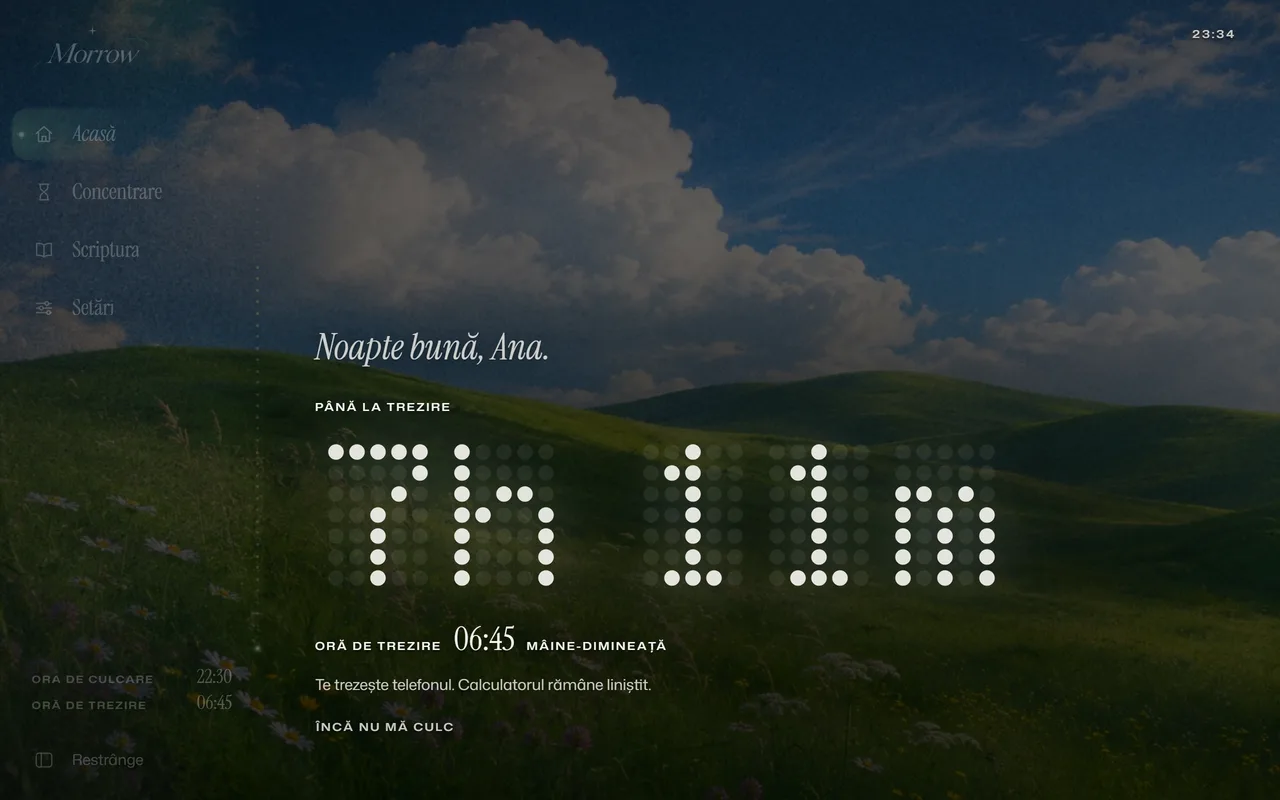 Morrow
23:34
Acasă
Concentrare
Scriptura
Setări
Noapte bună, Ana.
PÂNĂ LA TREZIRE
7h 11m
ORĂ DE TREZIRE 06:45 MÂINE-DIMINEAȚĂ
Te trezește telefonul. Calculatorul rămâne liniștit.
ÎNCĂ NU MĂ CULC
ORĂ DE CULCARE 22:30
ORĂ DE TREZIRE 06:45
Restrânge